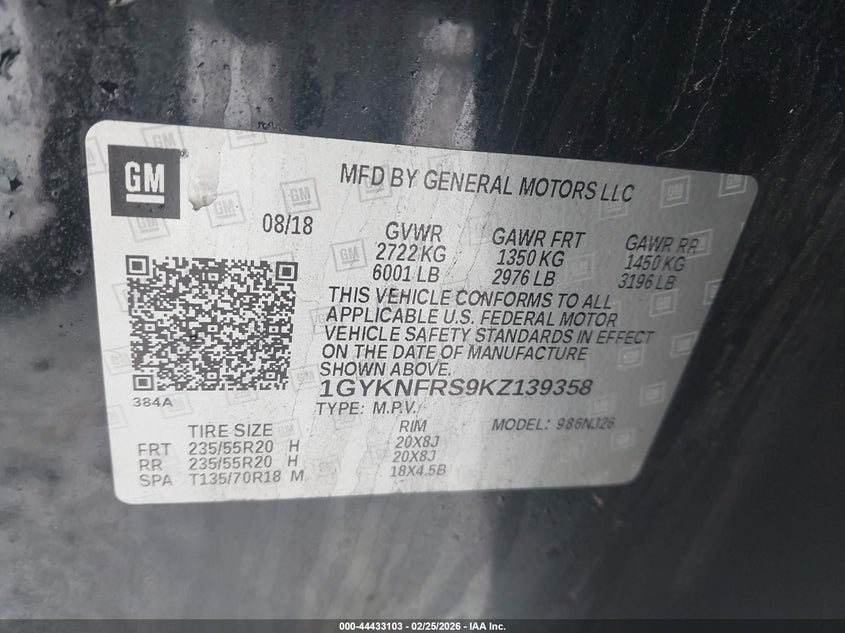 GM
MFD BY GENERAL MOTORS LLC
08/18
GVWR
2722 KG
6001 LB
GAWR FRT
1350 KG
2976 LB
GAWR RR
1450 KG
3196 LB
THIS VEHICLE CONFORMS TO ALL
APPLICABLE U.S. FEDERAL MOTOR
VEHICLE SAFETY STANDARDS IN EFFECT
ON THE DATE OF MANUFACTURE
SHOWN ABOVE.
1GYKNFRS9KZ139358
TYPE: M.P.V.
MODEL: 986NJ26
384A
TIRE SIZE RIM
FRT 235/55R20 H 20X8J
RR 235/55R20 H 20X8J
SPA T135/70R18 M 18X4.5B
000-44433103 - 02/25/2026 - IAA Inc.